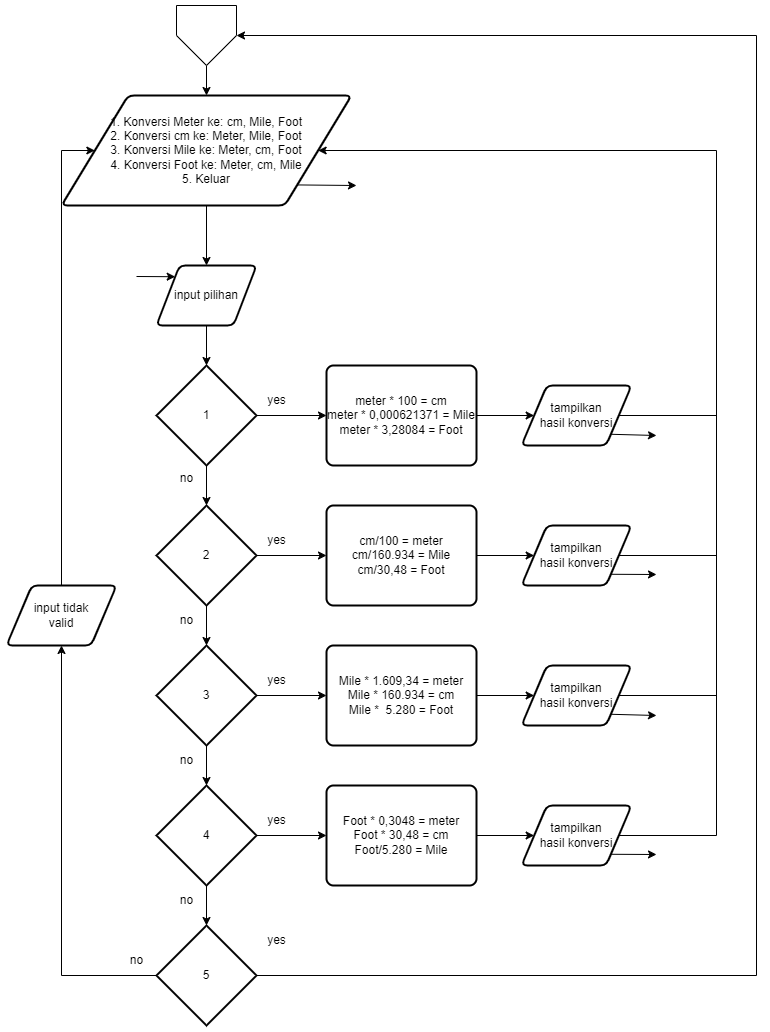 1. Konversi Meter ke: cm, Mile, Foot
2. Konversi cm ke: Meter, Mile, Foot
3. Konversi Mile ke: Meter, cm, Foot
4. Konversi Foot ke: Meter, cm, Mile
5. Keluar
input pilihan
1
yes
meter * 100 = cm
meter * 0,000621371 = Mile
meter * 3,28084 = Foot
tampilkan
hasil konversi
no
2
yes
cm/100 = meter
cm/160.934 = Mile
cm/30,48 = Foot
tampilkan
hasil konversi
input tidak
valid
no
3
yes
Mile * 1.609,34 = meter
Mile * 160.934 = cm
Mile * 5.280 = Foot
tampilkan
hasil konversi
no
4
yes
Foot * 0,3048 = meter
Foot * 30,48 = cm
Foot/5.280 = Mile
tampilkan
hasil konversi
no
5
yes
no